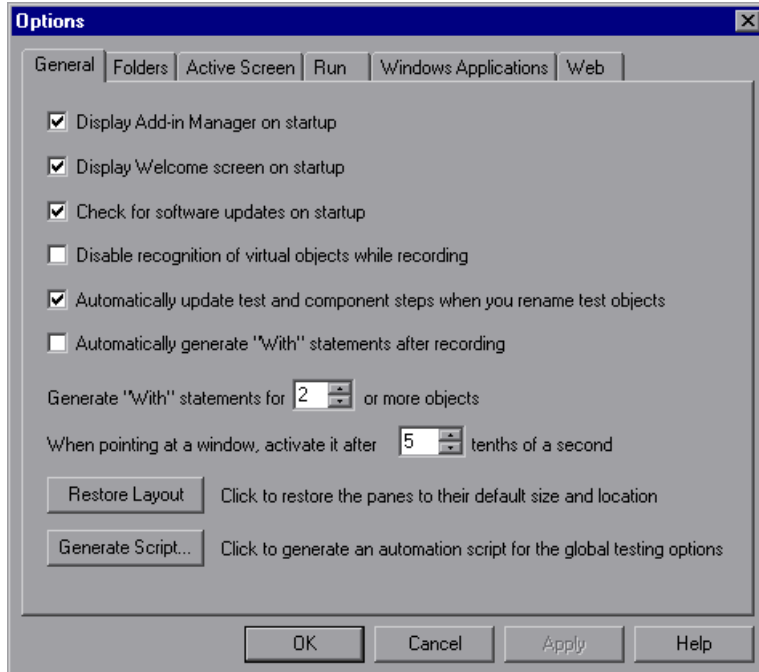 Options
General Folders Active Screen Run Windows Applications Web
Display Add-in Manager on startup
Display Welcome screen on startup
Check for software updates on startup
Disable recognition of virtual objects while recording
Automatically update test and component steps when you rename test objects
Automatically generate "With" statements after recording
Generate "With" statements for 2 or more objects
When pointing at a window, activate it after 5 tenths of a second
Restore Layout Click to restore the panes to their default size and location
Generate Script... Click to generate an automation script for the global testing options
OK Cancel Apply Help